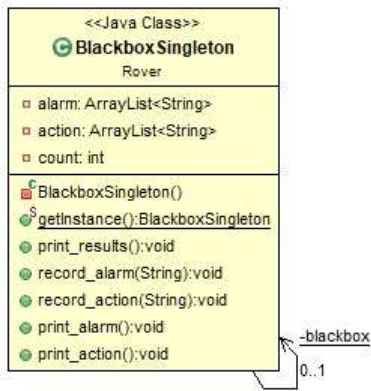 <<Java Class>>
C BlackboxSingleton
Rover
alarm: ArrayList<String>
action: ArrayList<String>
count: int
C BlackboxSingleton()
S getInstance():BlackboxSingleton
print_results():void
record_alarm(String):void
record_action(String):void
print_alarm():void
print_action():void
-blackbox
0..1